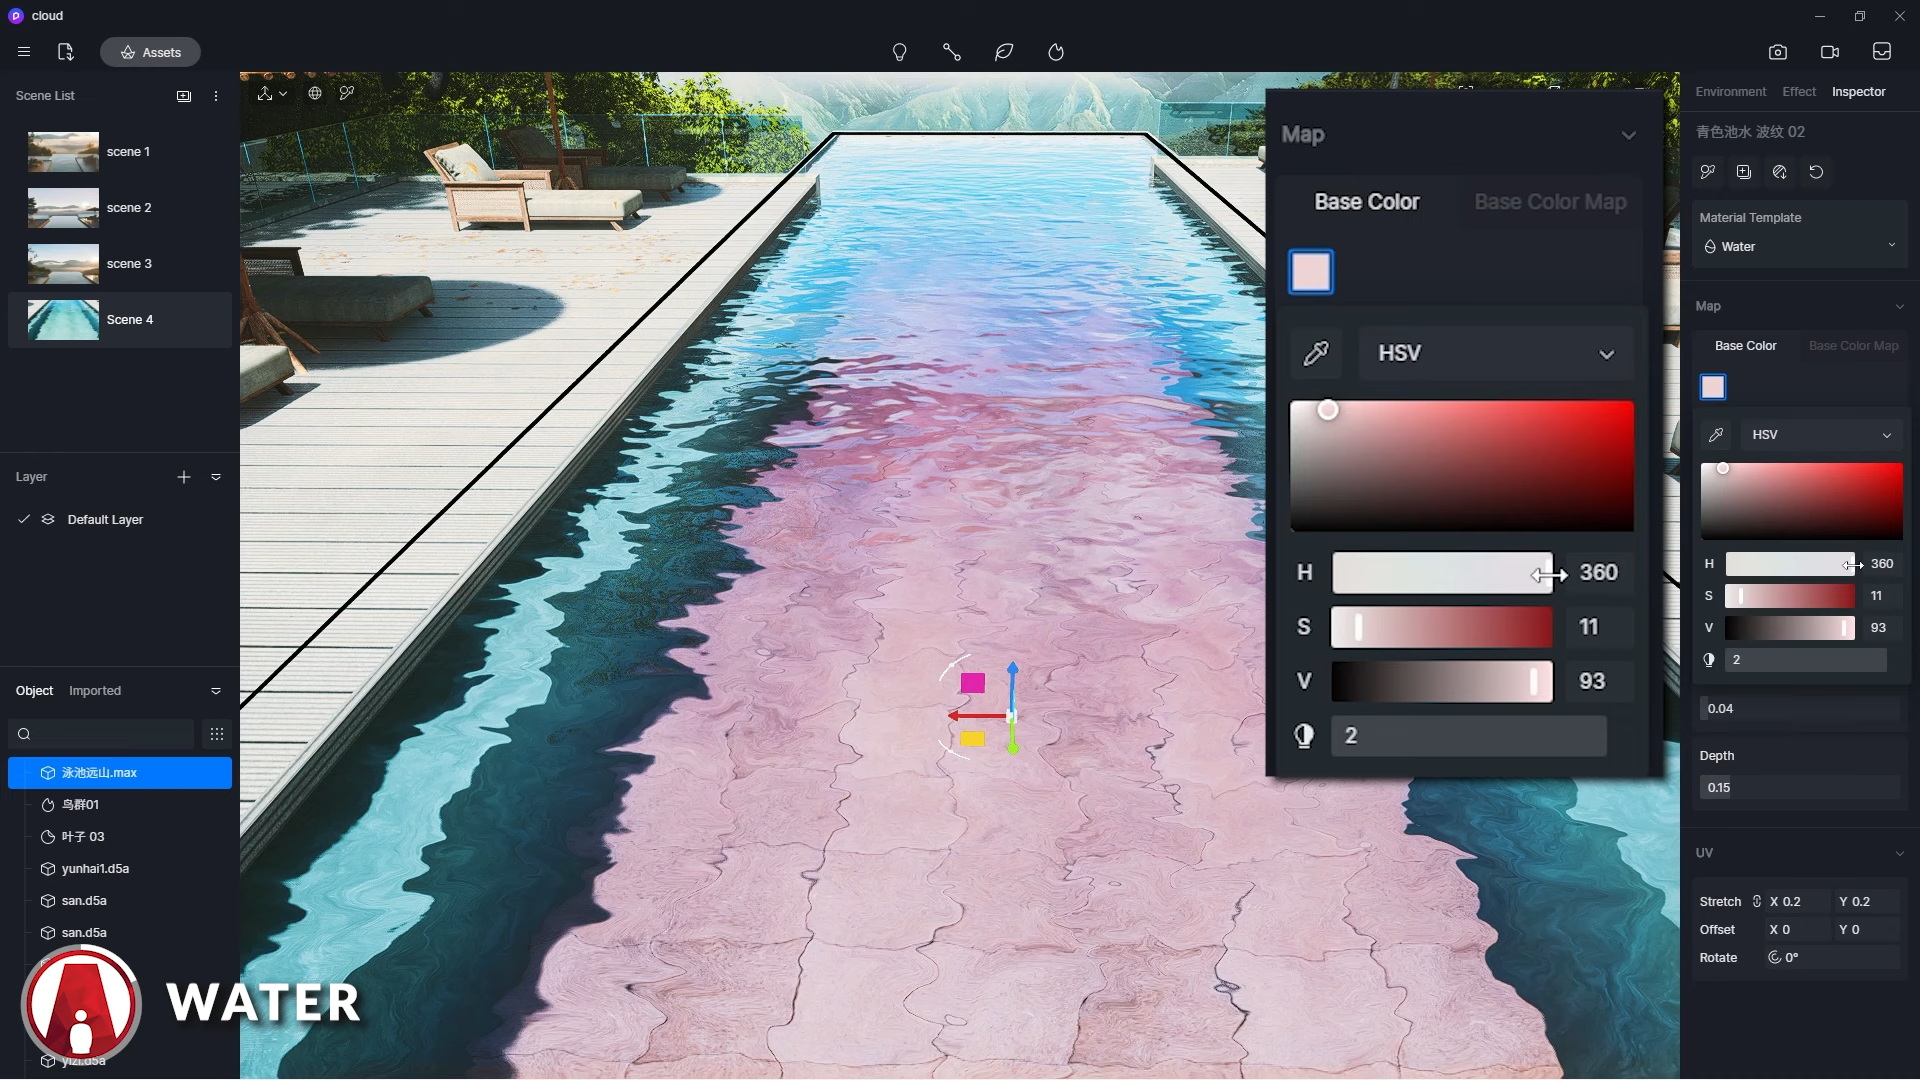 cloud
Assets
Scene List
scene 1
scene 2
scene 3
Scene 4
Layer
Default Layer
Object Imported
泳池远山.max
鸟群01
叶子 03
yunhai1.d5a
san.d5a
san.d5a
yizi.d5a
WATER
Map
Base Color Base Color Map
HSV
H 360
S 11
V 93
2
Environment Effect Inspector
青色池水 波纹 02
Material Template
Water
Map
Base Color Base Color Map
HSV
H 360
S 11
V 93
2
0.04
Depth
0.15
UV
Stretch X 0.2 Y 0.2
Offset X 0 Y 0
Rotate 0°